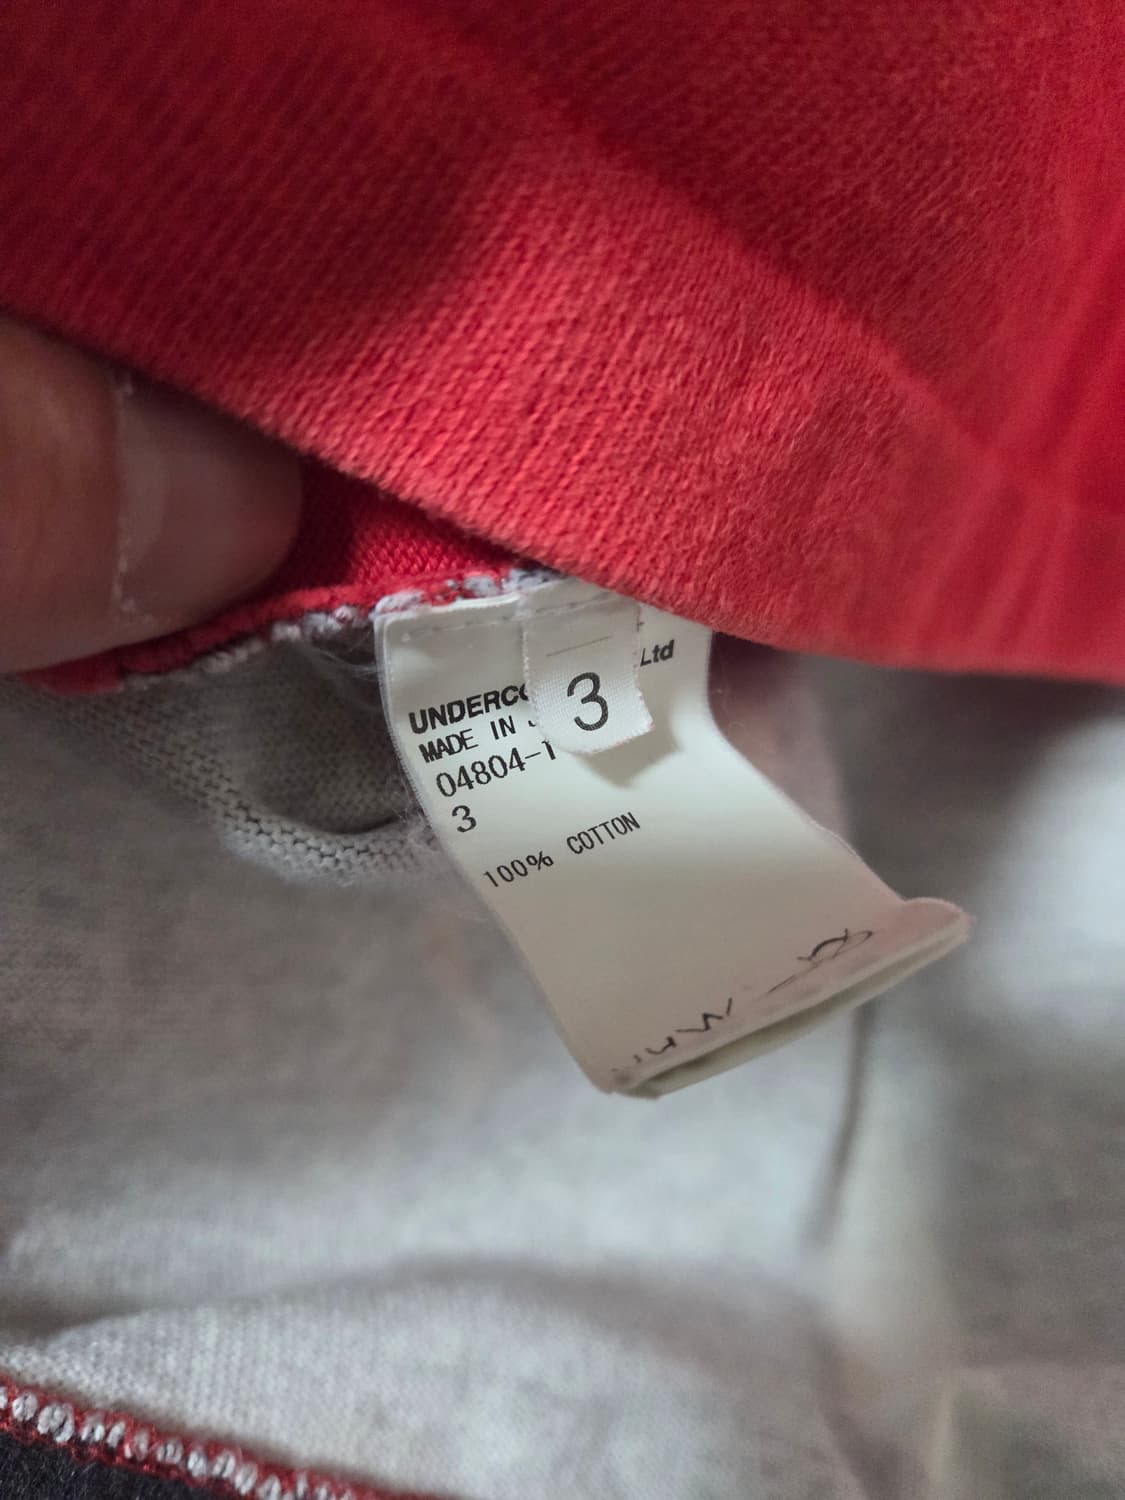 3
UNDERCO Ltd
MADE IN J
04804-1
3
100% COTTON